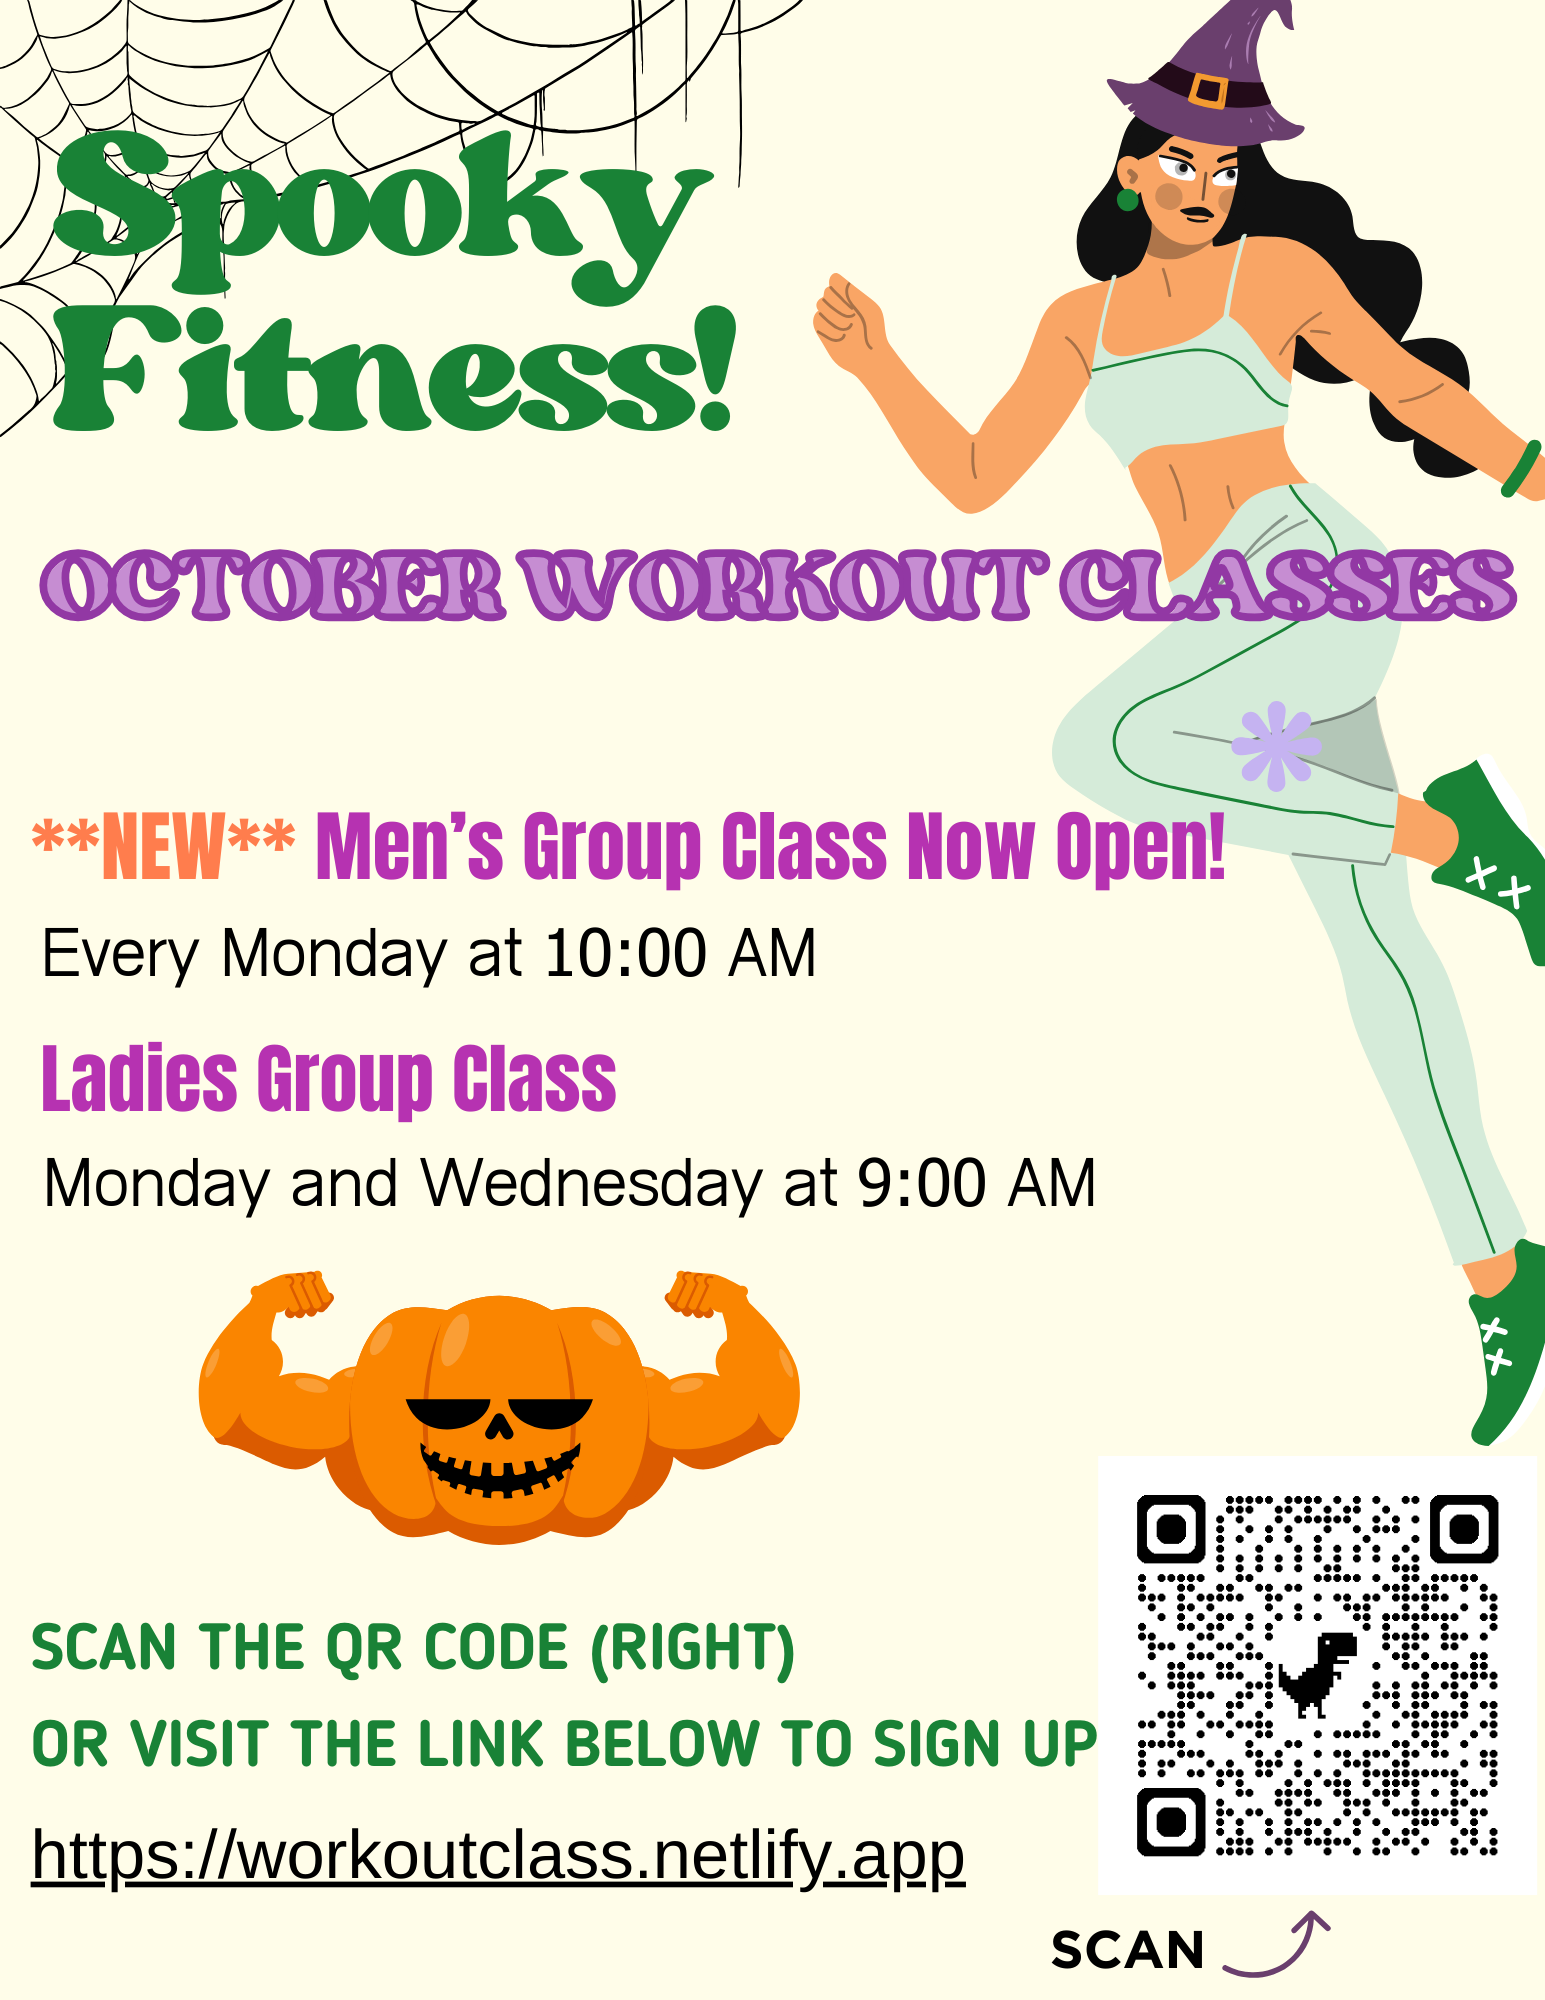 Spooky
Fitness!
OCTOBER WORKOUT CLASSES
**NEW** Men’s Group Class Now Open!
Every Monday at 10:00 AM
Ladies Group Class
Monday and Wednesday at 9:00 AM
SCAN THE QR CODE (RIGHT)
OR VISIT THE LINK BELOW TO SIGN UP
https://workoutclass.netlify.app
SCAN